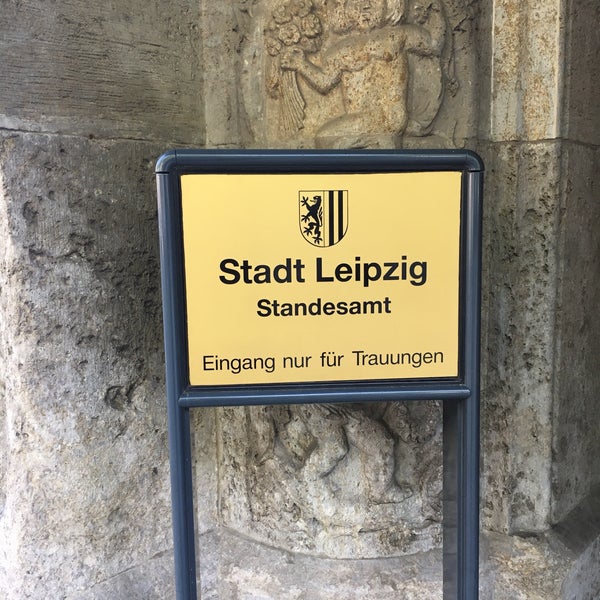 Stadt Leipzig
Standesamt
Eingang nur für Trauungen